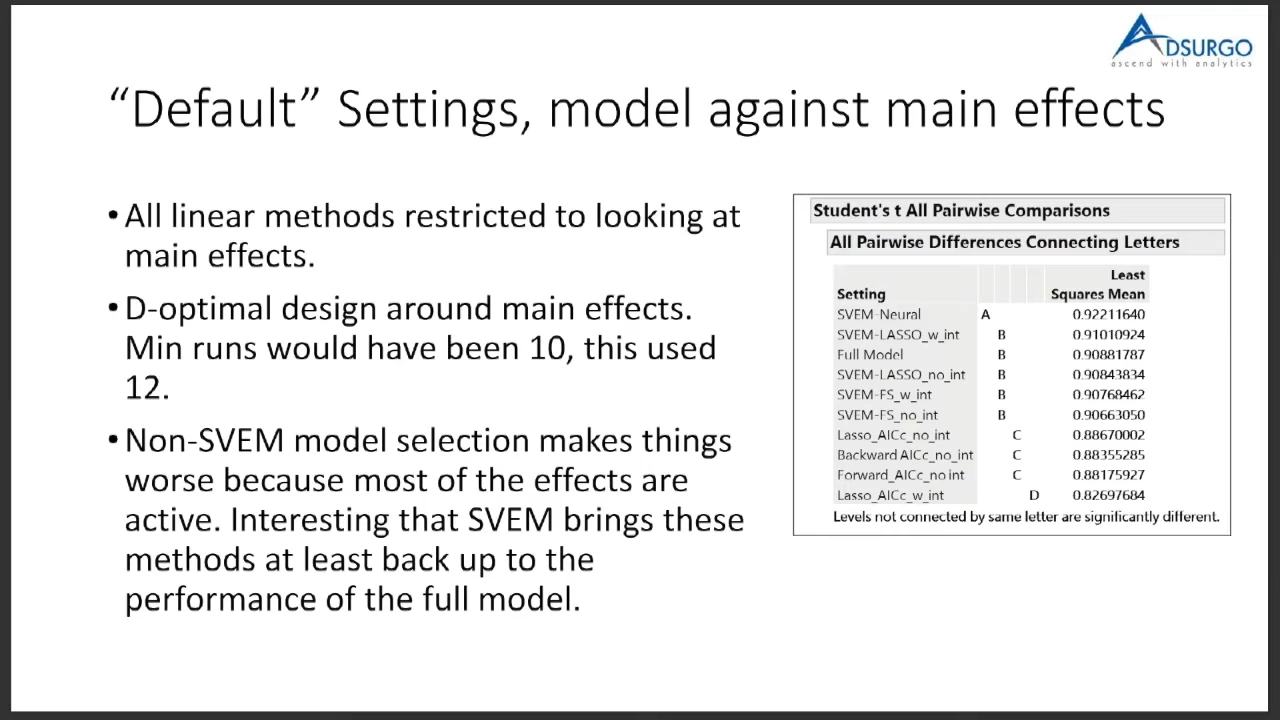 ADSURGO
ascend with analytics
“Default” Settings, model against main effects
•All linear methods restricted to looking at
main effects.
•D-optimal design around main effects.
Min runs would have been 10, this used
12.
•Non-SVEM model selection makes things
worse because most of the effects are
active. Interesting that SVEM brings these
methods at least back up to the
performance of the full model.
Student's t All Pairwise Comparisons
All Pairwise Differences Connecting Letters
Least
Setting Squares Mean
SVEM-Neural A 0.92211640
SVEM-LASSO_w_int B 0.91010924
Full Model B 0.90881787
SVEM-LASSO_no_int B 0.90843834
SVEM-FS_w_int B 0.90768462
SVEM-FS_no_int B 0.90663050
Lasso_AICc_no_int C 0.88670002
Backward AICc_no_int C 0.88355285
Forward_AICc_no int C 0.88175927
Lasso_AICc_w_int D 0.82697684
Levels not connected by same letter are significantly different.